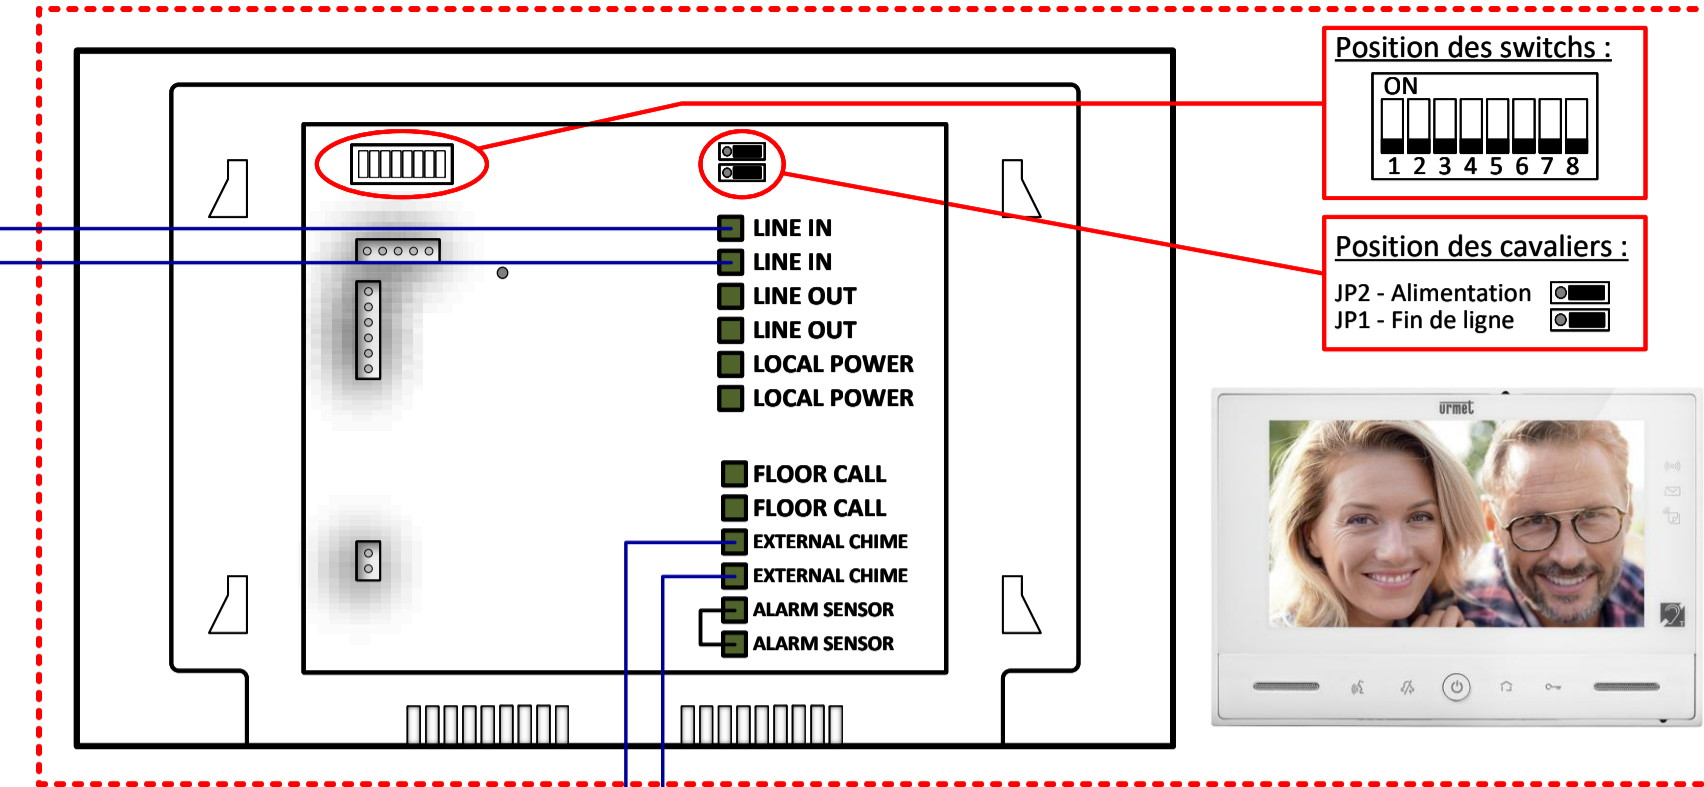 Position des switchs :
ON
1 2 3 4 5 6 7 8
LINE IN
LINE IN
LINE OUT
LINE OUT
LOCAL POWER
LOCAL POWER
FLOOR CALL
FLOOR CALL
EXTERNAL CHIME
EXTERNAL CHIME
ALARM SENSOR
ALARM SENSOR
Position des cavaliers :
JP2 - Alimentation
JP1 - Fin de ligne
urmet
T